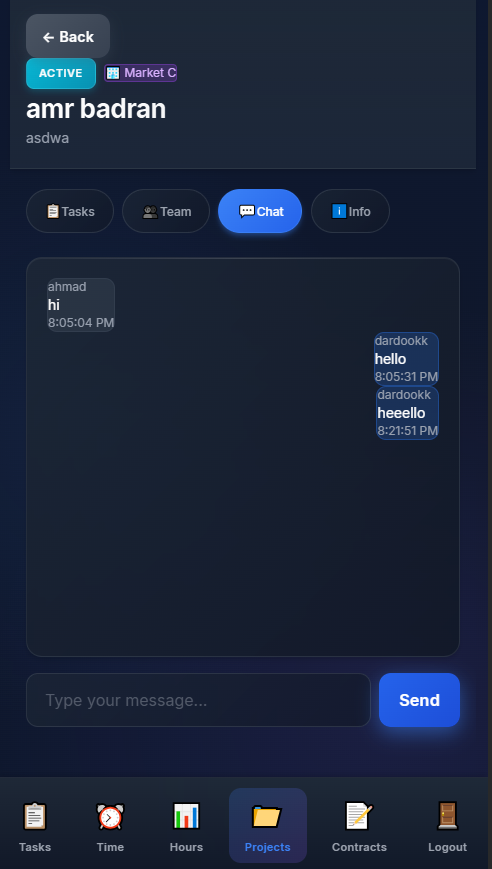 ← Back
ACTIVE
Market C
amr badran
asdwa
Tasks
Team
Chat
Info
ahmad
hi
8:05:04 PM
dardookk
hello
8:05:31 PM
dardookk
heeello
8:21:51 PM
Type your message...
Send
Tasks
Time
Hours
Projects
Contracts
Logout